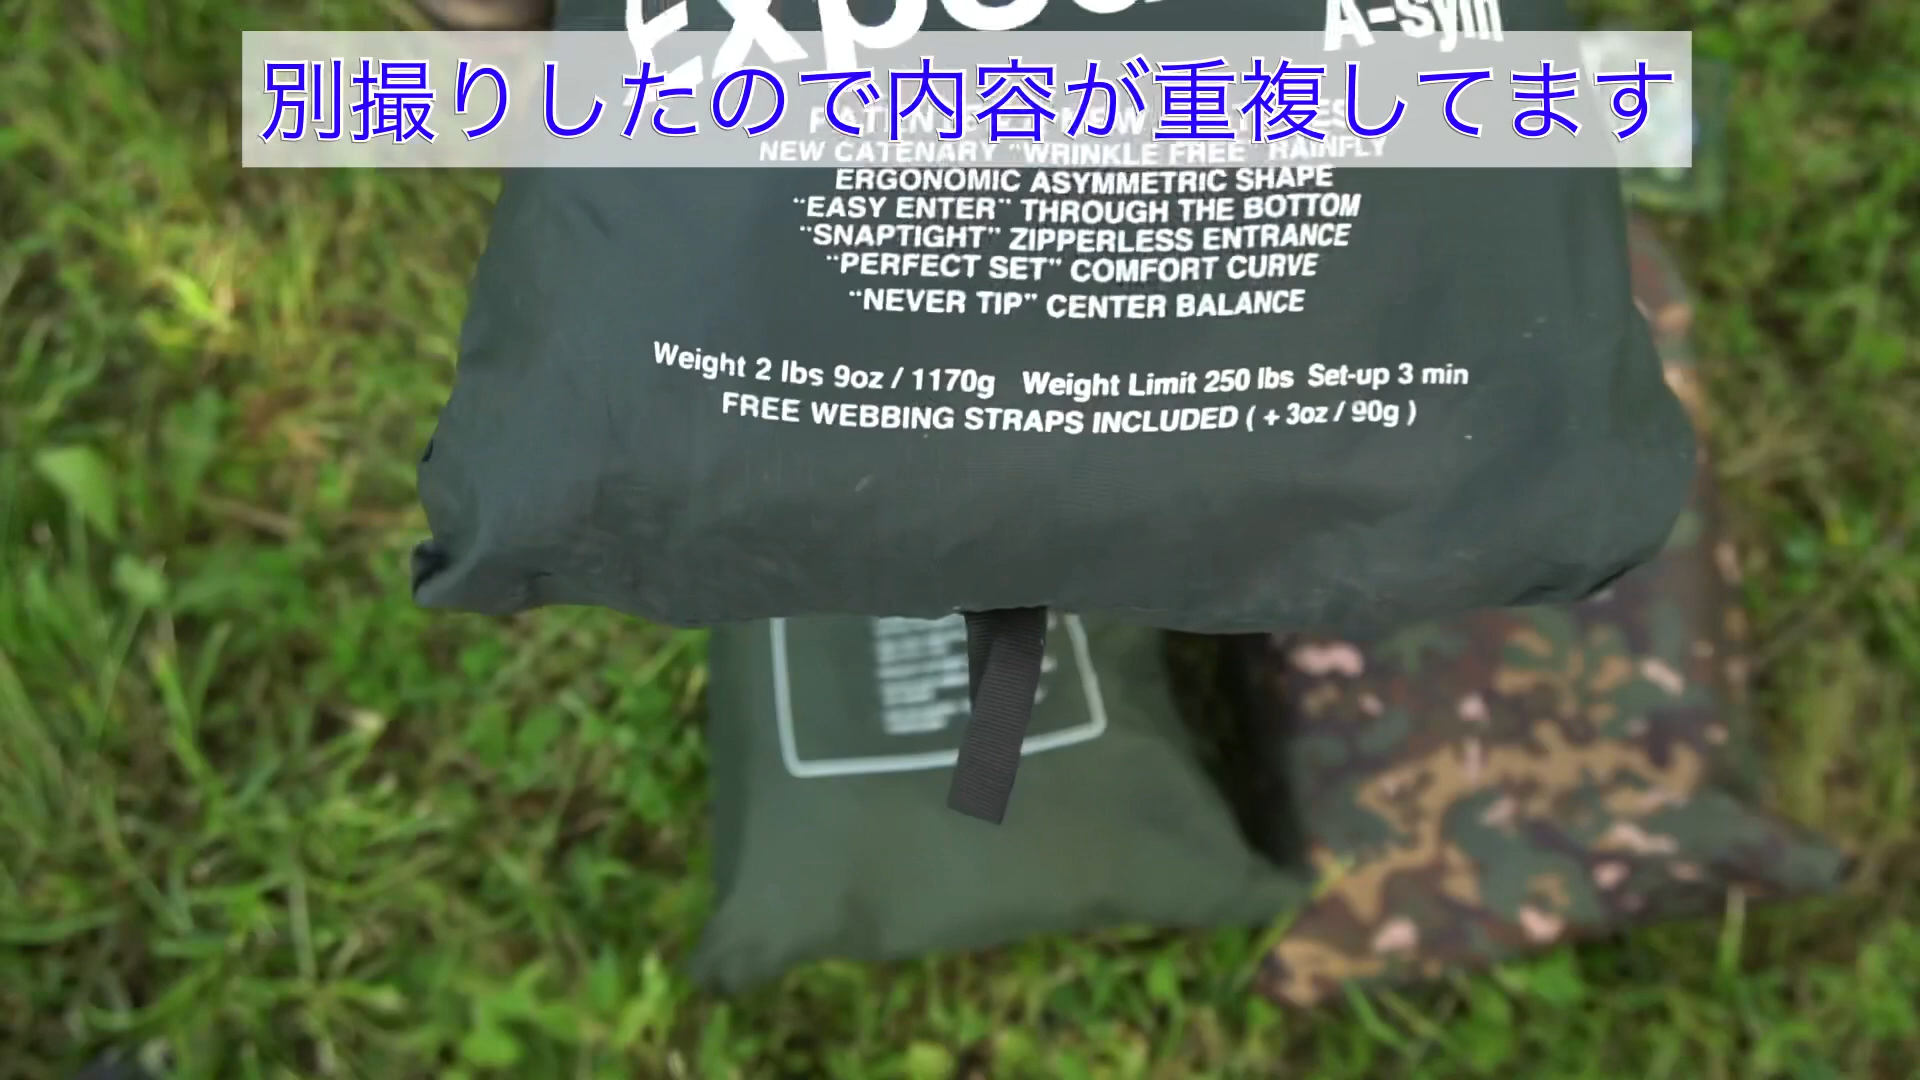 A-sym
別撮りしたので内容が重複してます
NEW CATENARY "WRINKLE FREE" RAINFLY
ERGONOMIC ASYMMETRIC SHAPE
"EASY ENTER" THROUGH THE BOTTOM
"SNAPTIGHT" ZIPPERLESS ENTRANCE
"PERFECT SET" COMFORT CURVE
"NEVER TIP" CENTER BALANCE
Weight 2 lbs 9oz / 1170g Weight Limit 250 lbs Set-up 3 min
FREE WEBBING STRAPS INCLUDED ( + 3oz / 90g )